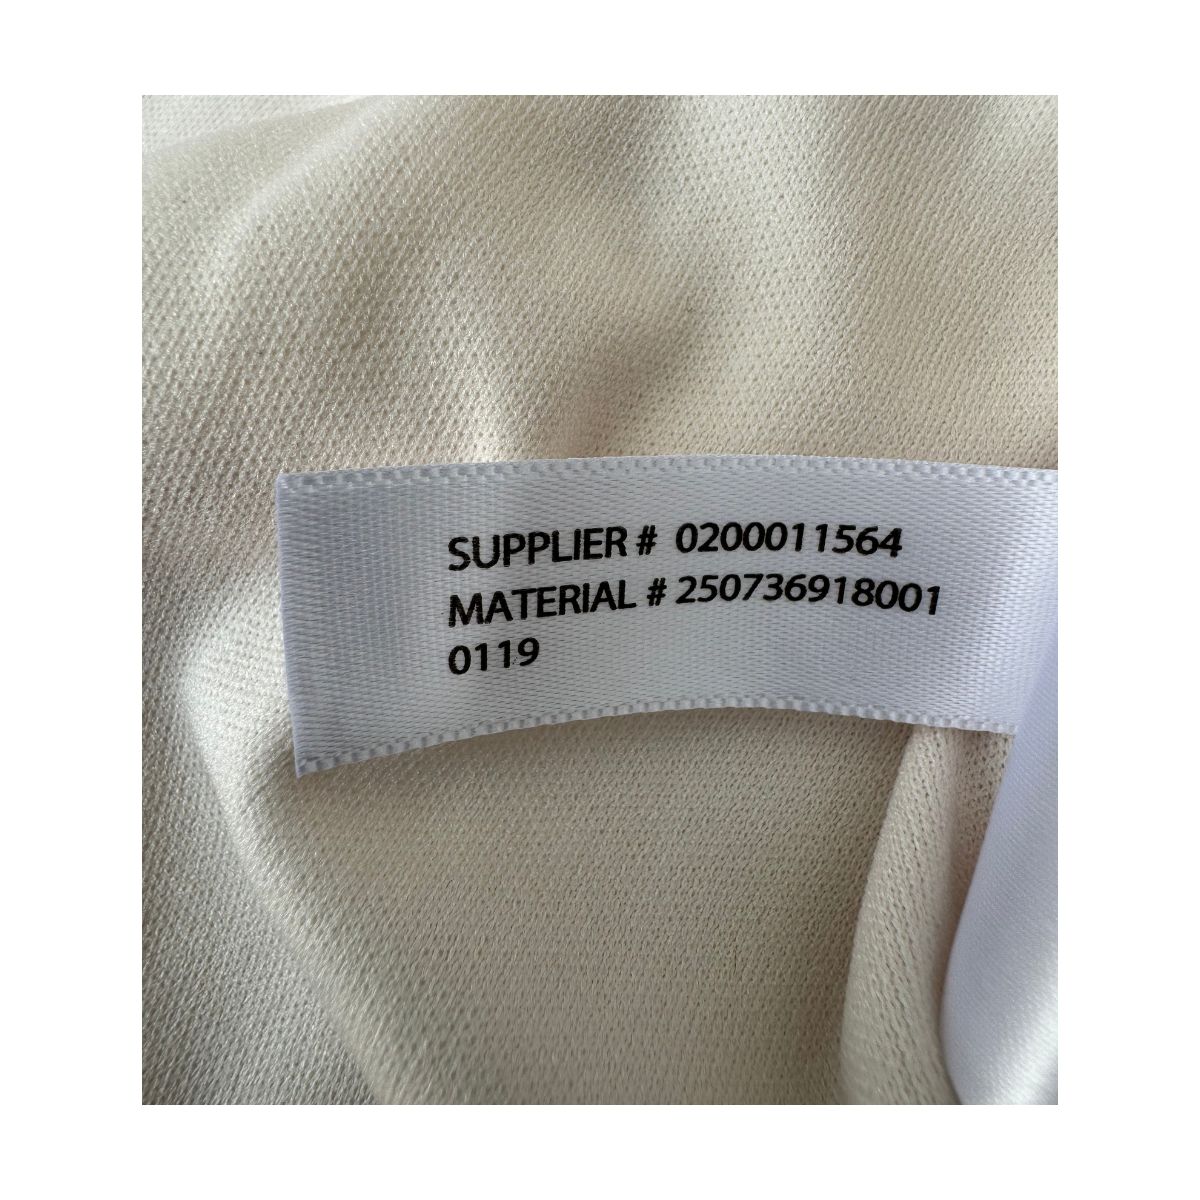 SUPPLIER # 0200011564
MATERIAL # 250736918001
0119